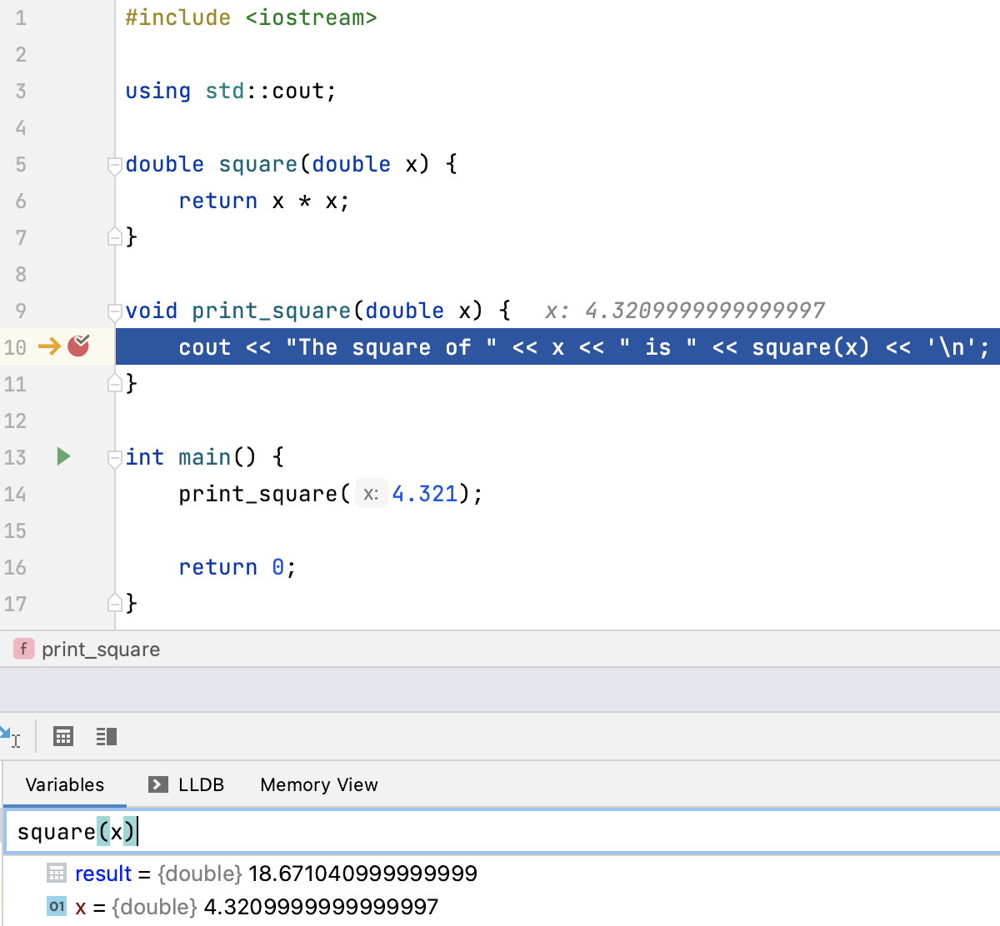 1 #include <iostream>
2
3 using std::cout;
4
5 double square(double x) {
6     return x * x;
7 }
8
9 void print_square(double x) {   x: 4.3209999999999997
10     cout << "The square of " << x << " is " << square(x) << '\n';
11 }
12
13 int main() {
14     print_square( x: 4.321);
15
16     return 0;
17 }
f print_square
Variables LLDB Memory View
square(x)
result = {double} 18.671040999999999
01 x = {double} 4.3209999999999997